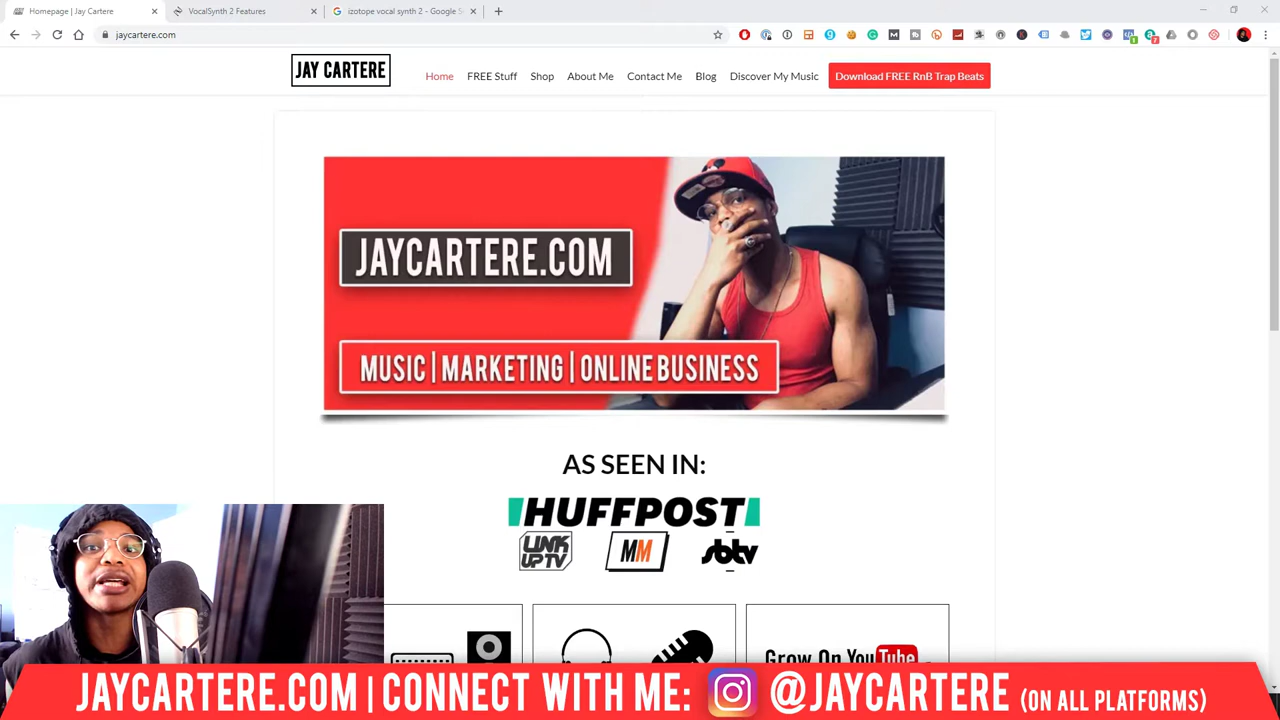 Homepage | Jay Cartere
VocalSynth 2 Features
izotope vocal synth 2 - Google S
jaycartere.com
JAY CARTERE
Home FREE Stuff Shop About Me Contact Me Blog Discover My Music Download FREE RnB Trap Beats
JAYCARTERE.COM
MUSIC | MARKETING | ONLINE BUSINESS
AS SEEN IN:
HUFFPOST
LINK UP TV
MM
sbtv
Grow On YouTube
JAYCARTERE.COM | CONNECT WITH ME: @JAYCARTERE (ON ALL PLATFORMS)